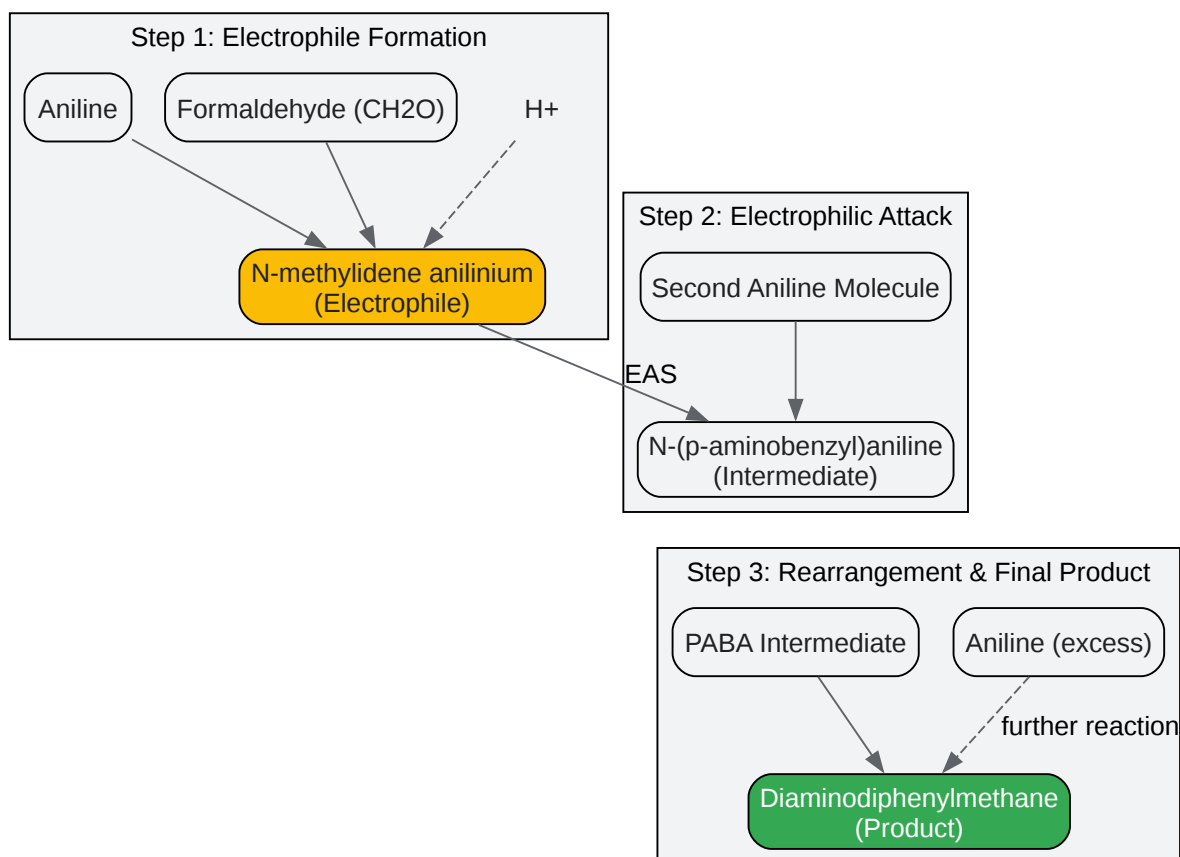 Step 1: Electrophile Formation
Aniline
Formaldehyde (CH2O)
H+
N-methylidene anilinium
(Electrophile)
Step 2: Electrophilic Attack
Second Aniline Molecule
EAS
N-(p-aminobenzyl)aniline
(Intermediate)
Step 3: Rearrangement & Final Product
PABA Intermediate
Aniline (excess)
further reaction
Diaminodiphenylmethane
(Product)